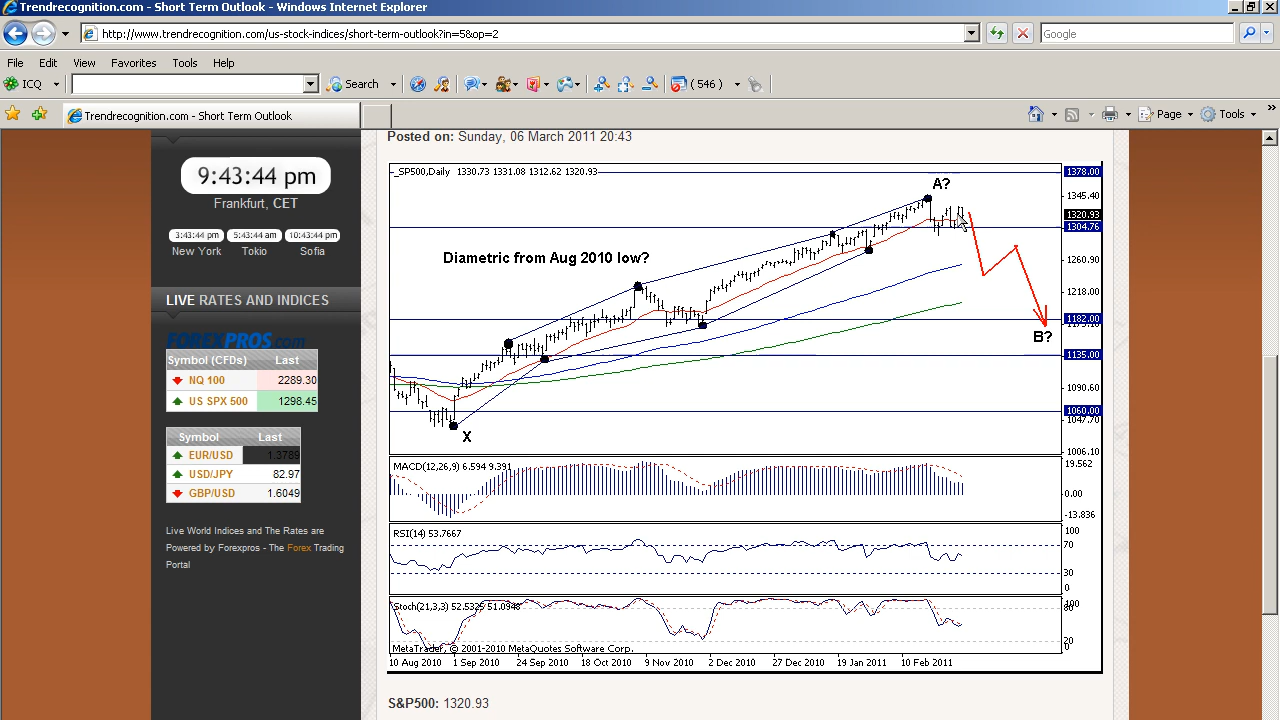 Trendrecognition.com - Short Term Outlook - Windows Internet Explorer
http://www.trendrecognition.com/us-stock-indices/short-term-outlook?in=5&op=2
Google
File Edit View Favorites Tools Help
ICQ Search (546)
Trendrecognition.com - Short Term Outlook
Page Tools
9:43:44 pm
Frankfurt, CET
3:43:44 pm 5:43:44 am 10:43:44 pm
New York Tokio Sofia
LIVE RATES AND INDICES
FOREXPROS.com
Symbol (CFDs) Last
NQ 100 2289.30
US SPX 500 1298.45
Symbol Last
EUR/USD 1.3789
USD/JPY 82.97
GBP/USD 1.6049
Live World Indices and The Rates are
Powered by Forexpros - The Forex Trading
Portal
Posted on: Sunday, 06 March 2011 20:43
_SP500,Daily 1330.73 1331.08 1312.62 1320.93
1378.00
A?
1345.40
1320.93
1304.76
Diametric from Aug 2010 low?
1260.90
1218.00
1182.00
1175.10
B?
1135.00
1090.60
1060.00
1047.70
X
1006.10
MACD(12,26,9) 6.594 9.391
19.562
0.00
-13.836
RSI(14) 53.7667
100
70
30
0
Stoch(21,3,3) 52.5325 51.0948
100
80
20
0
MetaTrader, © 2001-2010 MetaQuotes Software Corp.
10 Aug 2010 1 Sep 2010 24 Sep 2010 18 Oct 2010 9 Nov 2010 2 Dec 2010 27 Dec 2010 19 Jan 2011 10 Feb 2011
S&P500: 1320.93